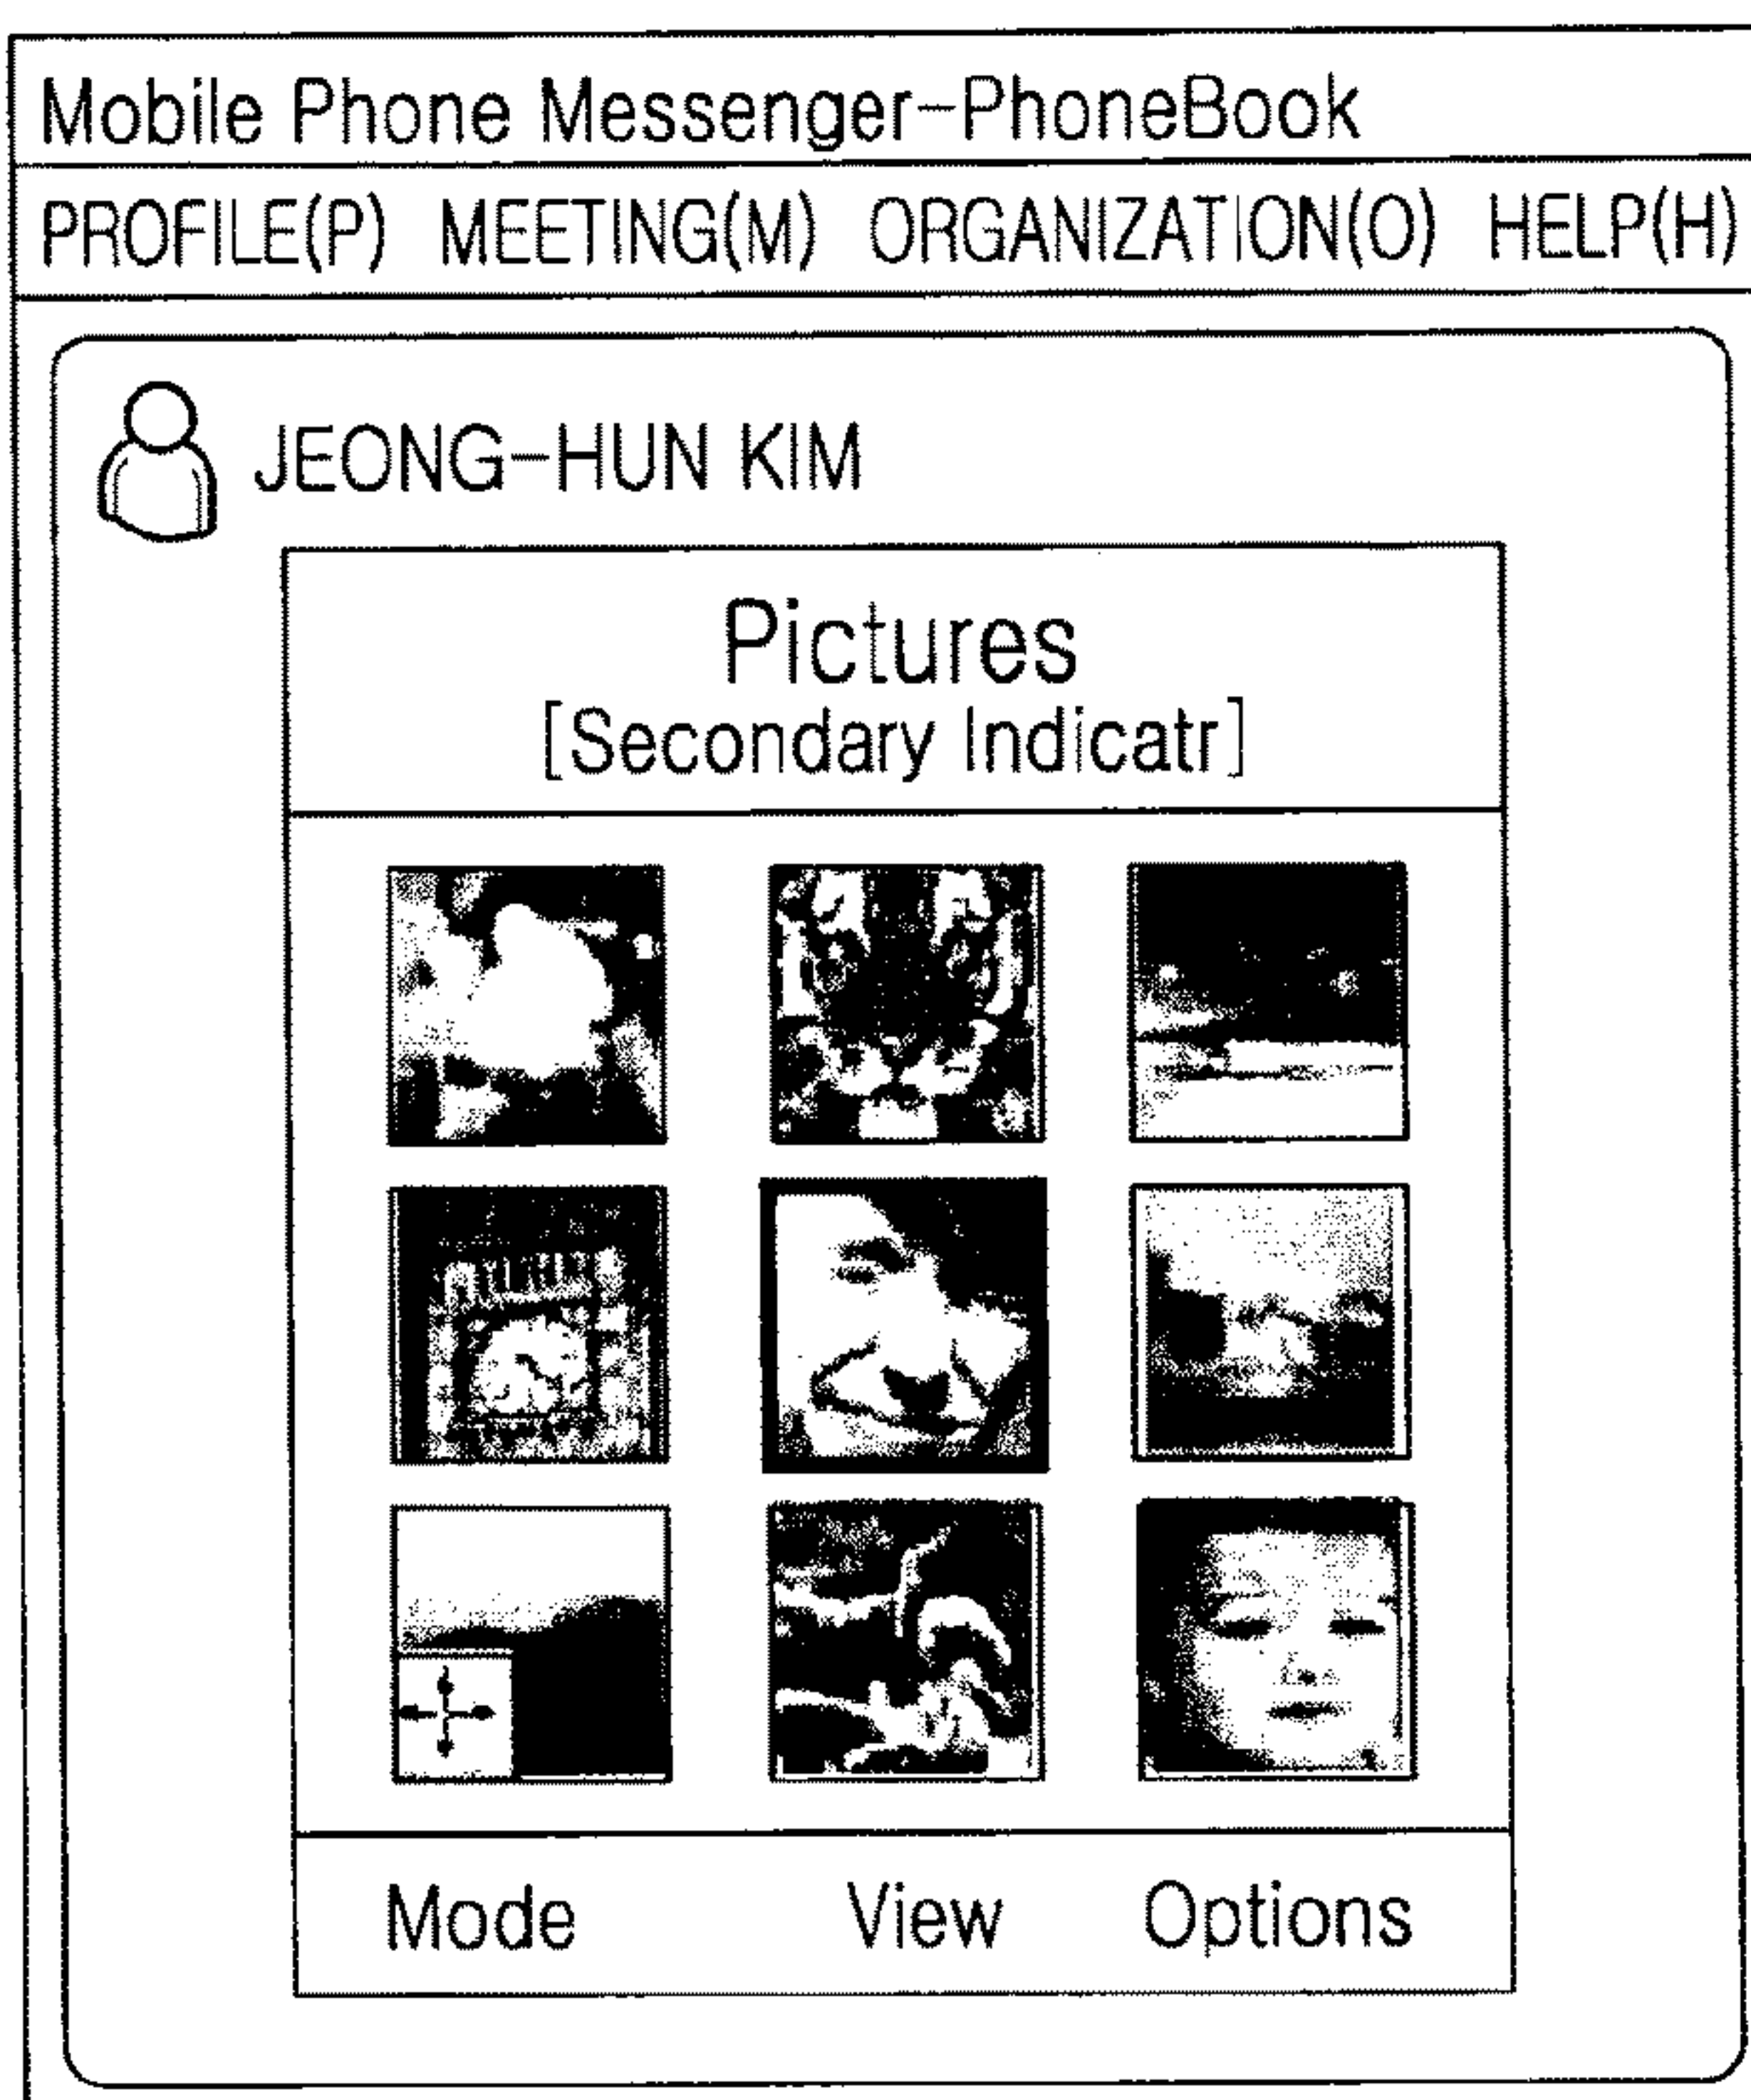 Mobile Phone Messenger-PhoneBook
PROFILE(P) MEETING(M) ORGANIZATION(O) HELP(H)
JEONG-HUN KIM
Pictures
[Secondary Indicatr]
Mode View Options